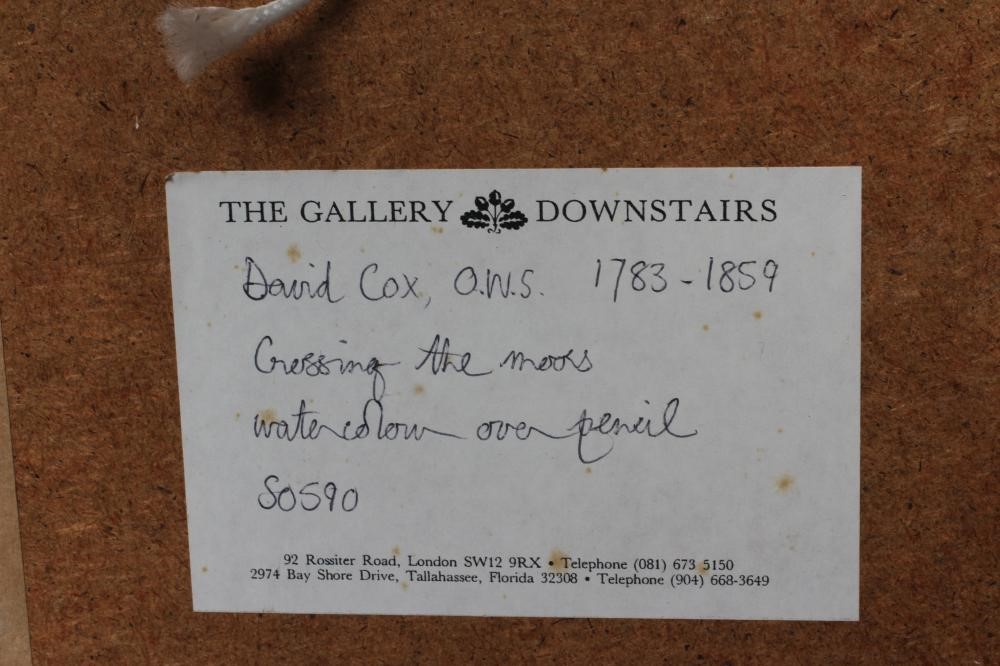 THE GALLERY DOWNSTAIRS
David Cox, O.W.S. 1783-1859
Crossing the moors
watercolour over pencil
S0590
92 Rossiter Road, London SW12 9RX • Telephone (081) 673 5150
2974 Bay Shore Drive, Tallahassee, Florida 32308 • Telephone (904) 668-3649